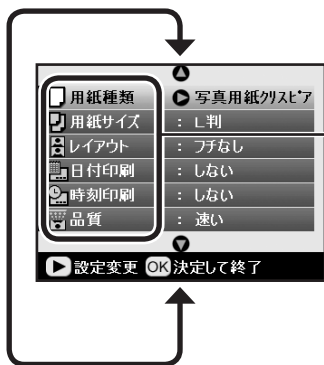 用紙種類 写真用紙クリスピア
用紙サイズ : L判
レイアウト : フチなし
日付印刷 : しない
時刻印刷 : しない
品質 : 速い
設定変更 OK 決定して終了